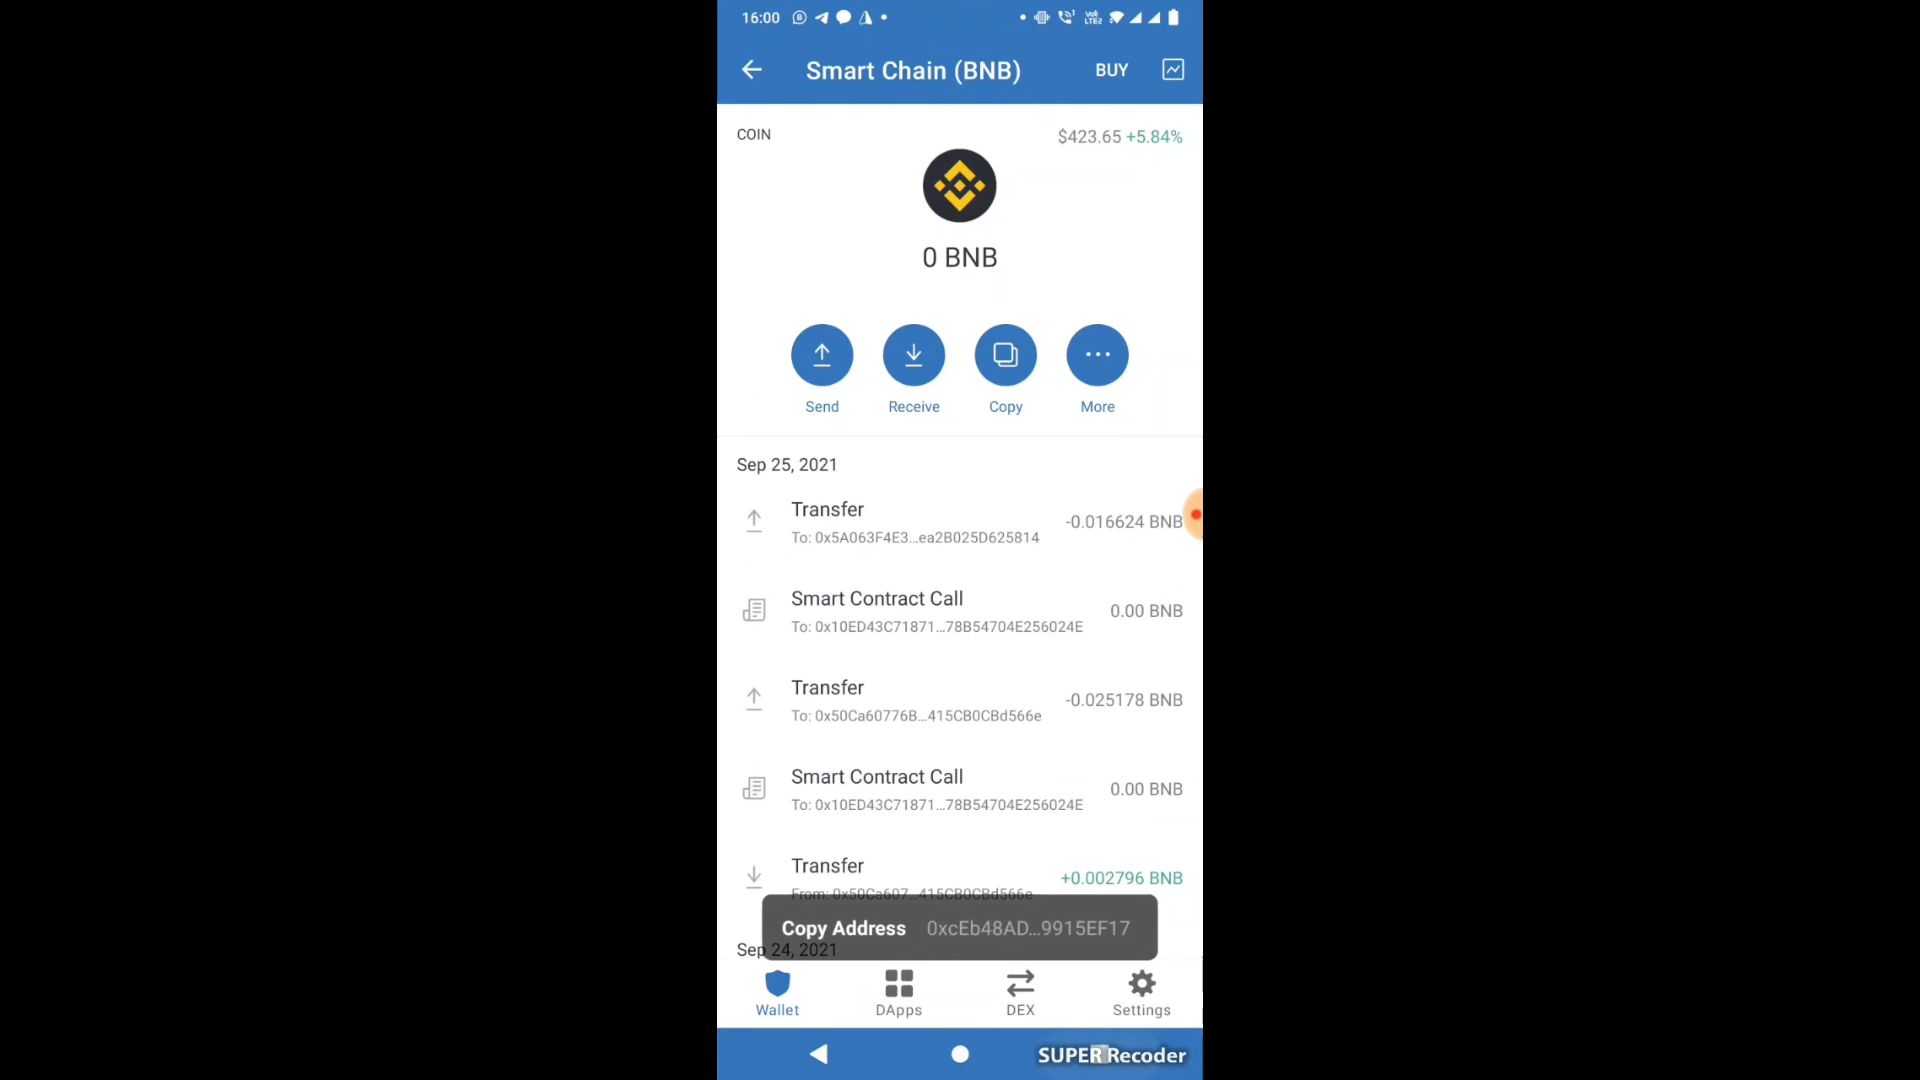 16:00
Smart Chain (BNB)
BUY
COIN
$423.65 +5.84%
0 BNB
Send
Receive
Copy
More
Sep 25, 2021
Transfer
-0.016624 BNB
To: 0x5A063F4E3...ea2B025D625814
Smart Contract Call
0.00 BNB
To: 0x10ED43C71871...78B54704E256024E
Transfer
-0.025178 BNB
To: 0x50Ca60776B...415CB0CBd566e
Smart Contract Call
0.00 BNB
To: 0x10ED43C71871...78B54704E256024E
Transfer
+0.002796 BNB
From: 0x50Ca607...415CB0CBd566e
Copy Address 0xcEb48AD...9915EF17
Sep 24, 2021
Wallet
DApps
DEX
Settings
SUPER Recoder